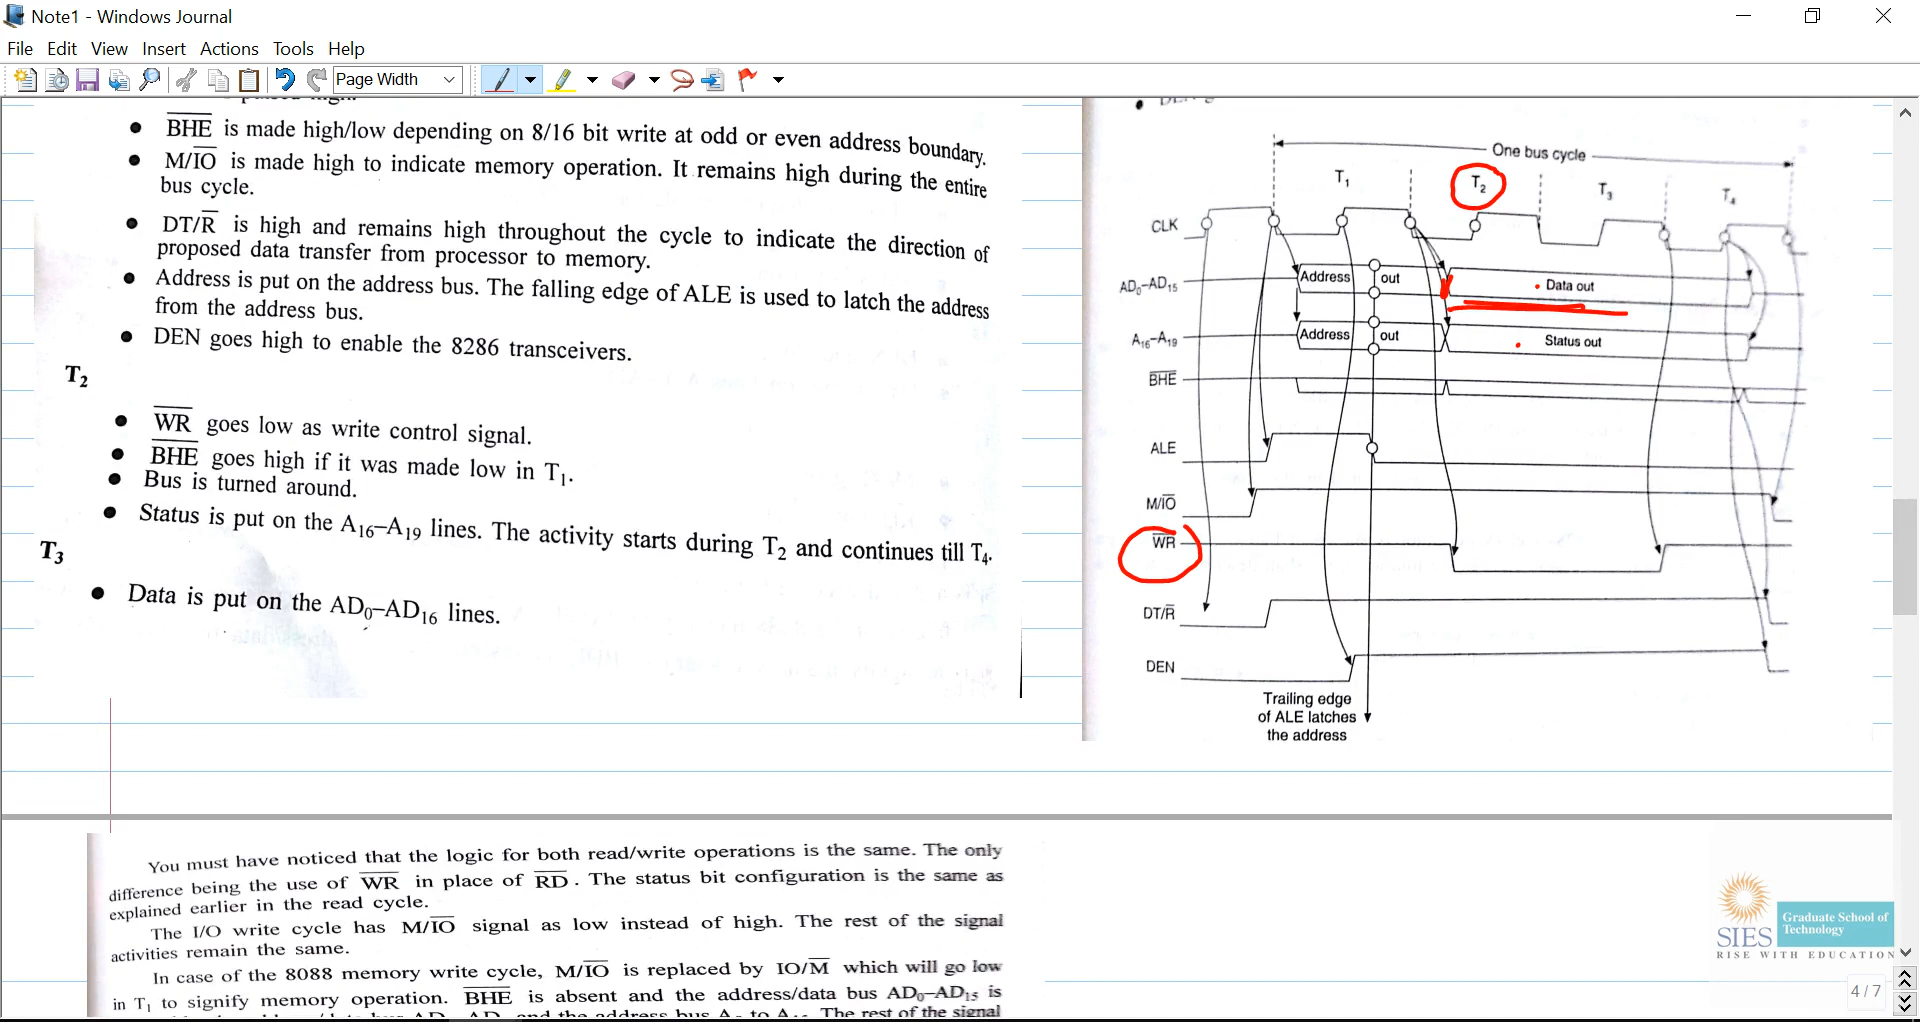 Note1 - Windows Journal
File Edit View Insert Actions Tools Help
Page Width
BHE is made high/low depending on 8/16 bit write at odd or even address boundary.
M/IO is made high to indicate memory operation. It remains high during the entire
bus cycle.
DT/R is high and remains high throughout the cycle to indicate the direction of
proposed data transfer from processor to memory.
Address is put on the address bus. The falling edge of ALE is used to latch the address
from the address bus.
DEN goes high to enable the 8286 transceivers.
T2
WR goes low as write control signal.
BHE goes high if it was made low in T1.
Bus is turned around.
Status is put on the A16–A19 lines. The activity starts during T2 and continues till T4.
T3
Data is put on the AD0–AD16 lines.
One bus cycle
T1 T2 T3 T4
CLK
AD0–AD15 Address out Data out
A16–A19 Address out Status out
BHE
ALE
M/IO
WR
DT/R
DEN
Trailing edge
of ALE latches
the address
You must have noticed that the logic for both read/write operations is the same. The only
difference being the use of WR in place of RD. The status bit configuration is the same as
explained earlier in the read cycle.
The I/O write cycle has M/IO signal as low instead of high. The rest of the signal
activities remain the same.
In case of the 8088 memory write cycle, M/IO is replaced by IO/M which will go low
in T1 to signify memory operation. BHE is absent and the address/data bus AD0–AD15 is
and the address bus A to A The rest of the signal
SIES Graduate School of
Technology
RISE WITH EDUCATION
4 / 7